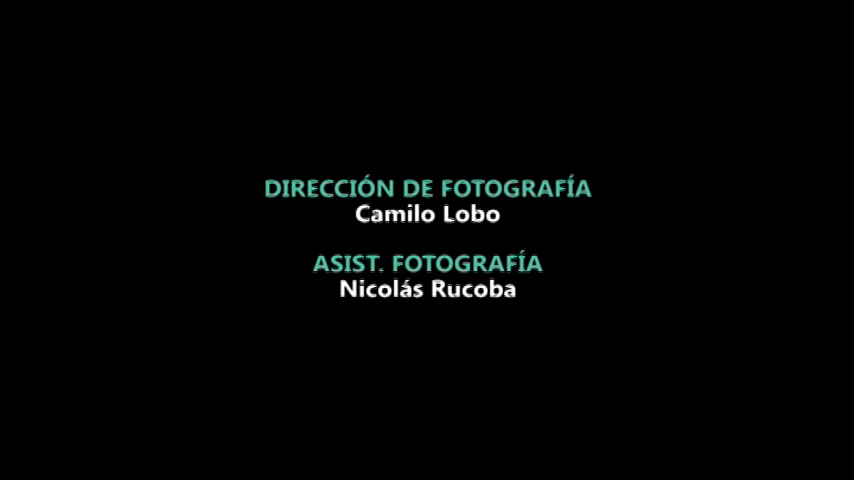 DIRECCIÓN DE FOTOGRAFÍA
Camilo Lobo
ASIST. FOTOGRAFÍA
Nicolás Rucoba